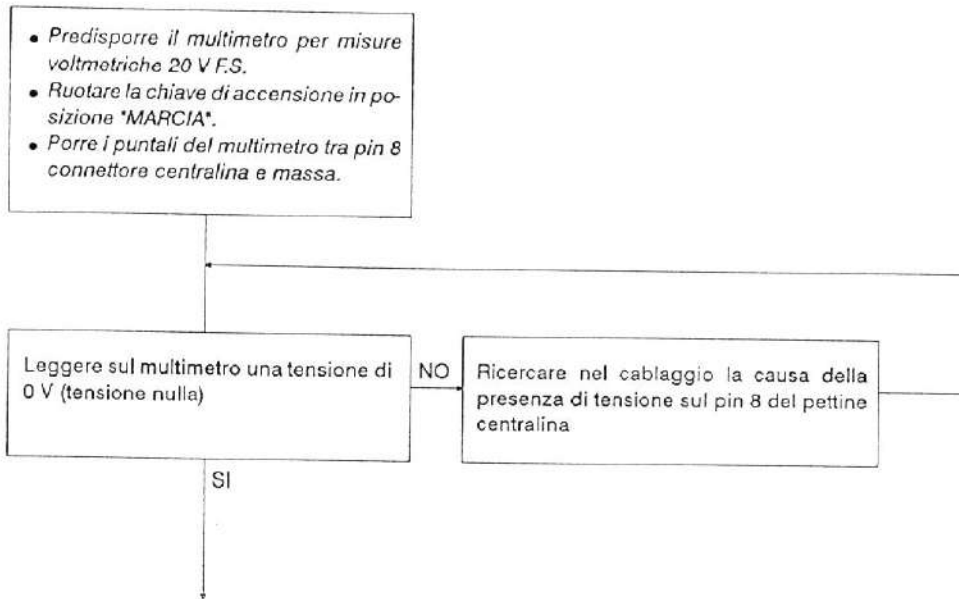 • Predisporre il multimetro per misure
voltmetriche 20 V F.S.
• Ruotare la chiave di accensione in po-
sizione "MARCIA".
• Porre i puntali del multimetro tra pin 8
connettore centralina e massa.
Leggere sul multimetro una tensione di
0 V (tensione nulla)
NO
Ricercare nel cablaggio la causa della
presenza di tensione sul pin 8 del pettine
centralina
SI